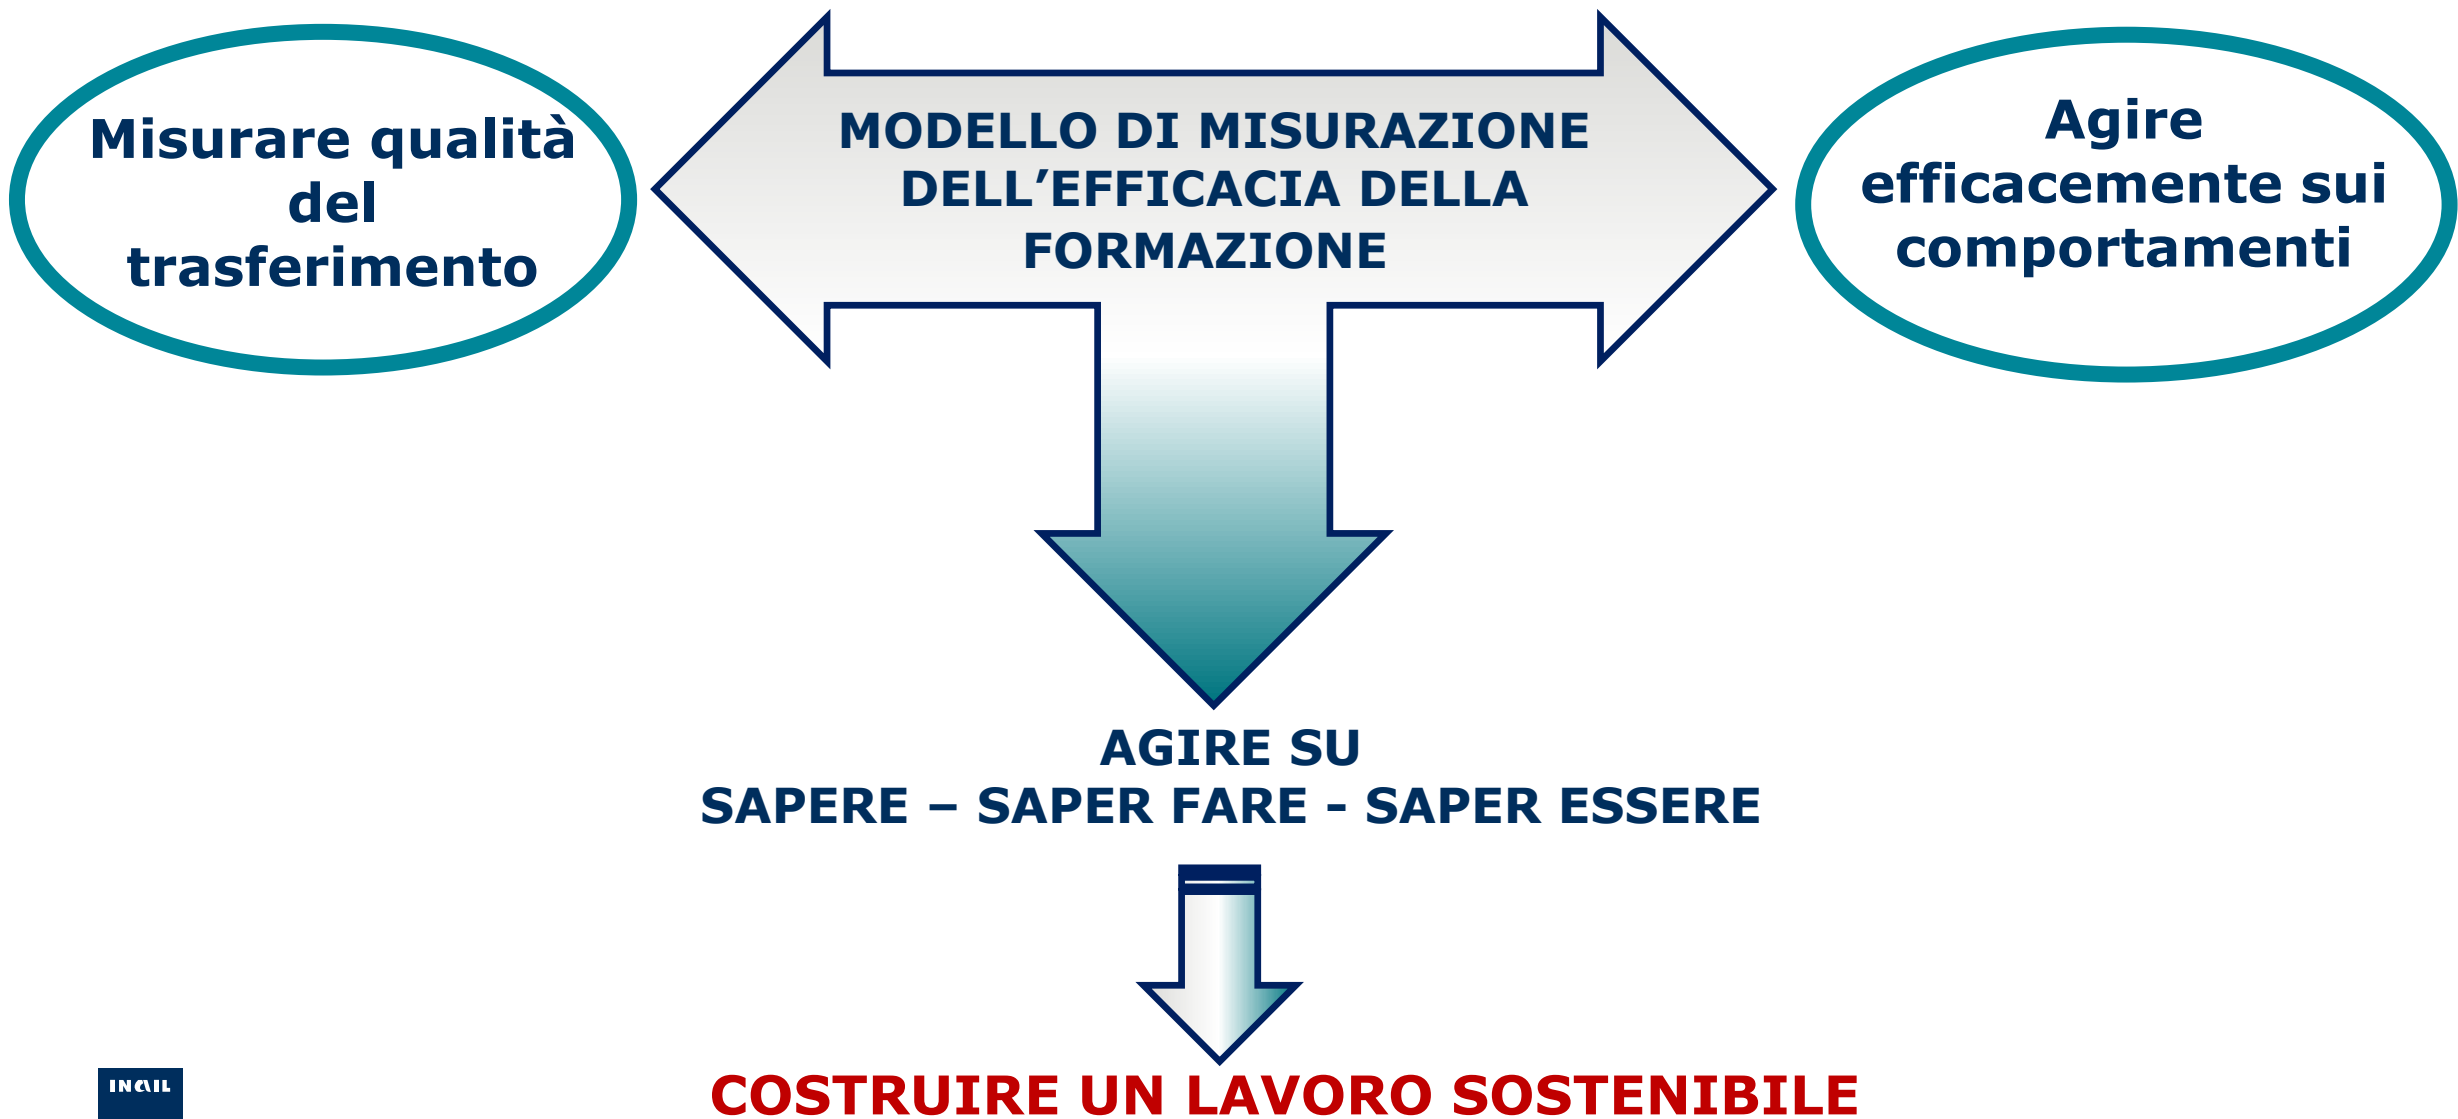 Misurare qualità
del
trasferimento
MODELLO DI MISURAZIONE
DELL’EFFICACIA DELLA
FORMAZIONE
Agire
efficacemente sui
comportamenti
AGIRE SU
SAPERE – SAPER FARE - SAPER ESSERE
COSTRUIRE UN LAVORO SOSTENIBILE
INAIL